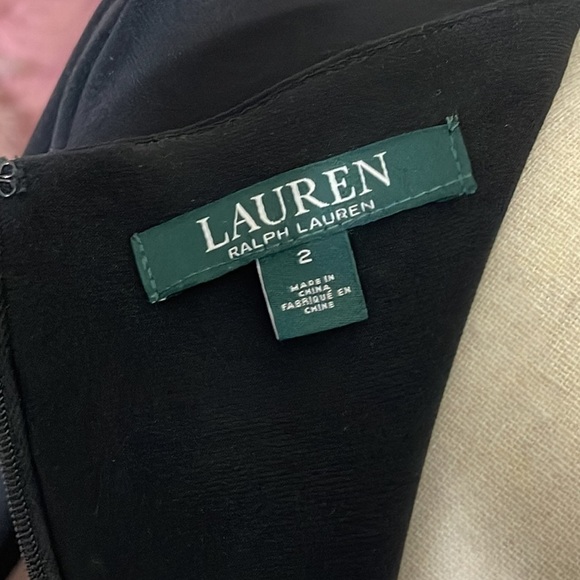 LAUREN
RALPH LAUREN
2
MADE IN
CHINA
FABRIQUÉ EN
CHINE